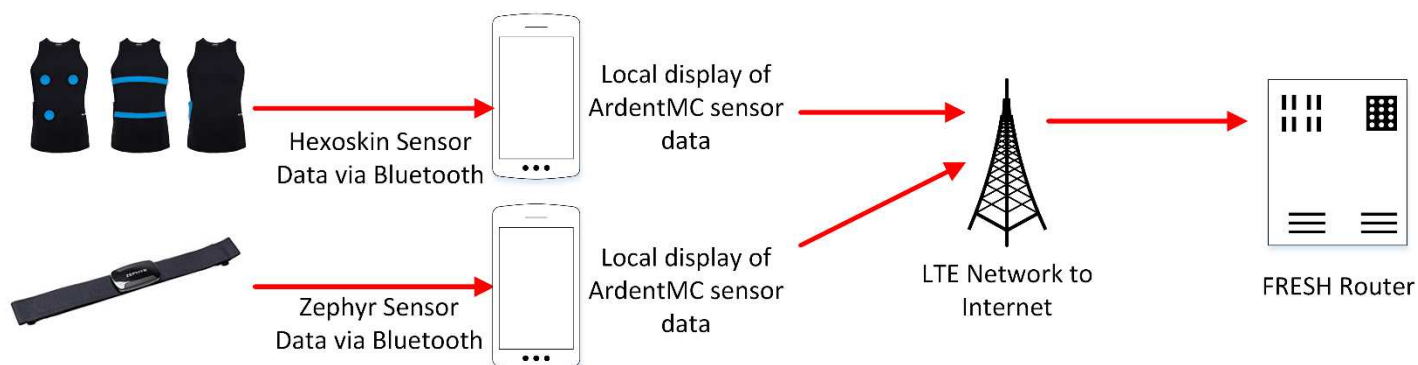 Hexoskin Sensor
Data via Bluetooth
Local display of
ArdentMC sensor
data
ZEPHYR
Zephyr Sensor
Data via Bluetooth
Local display of
ArdentMC sensor
data
LTE Network to
Internet
FRESH Router